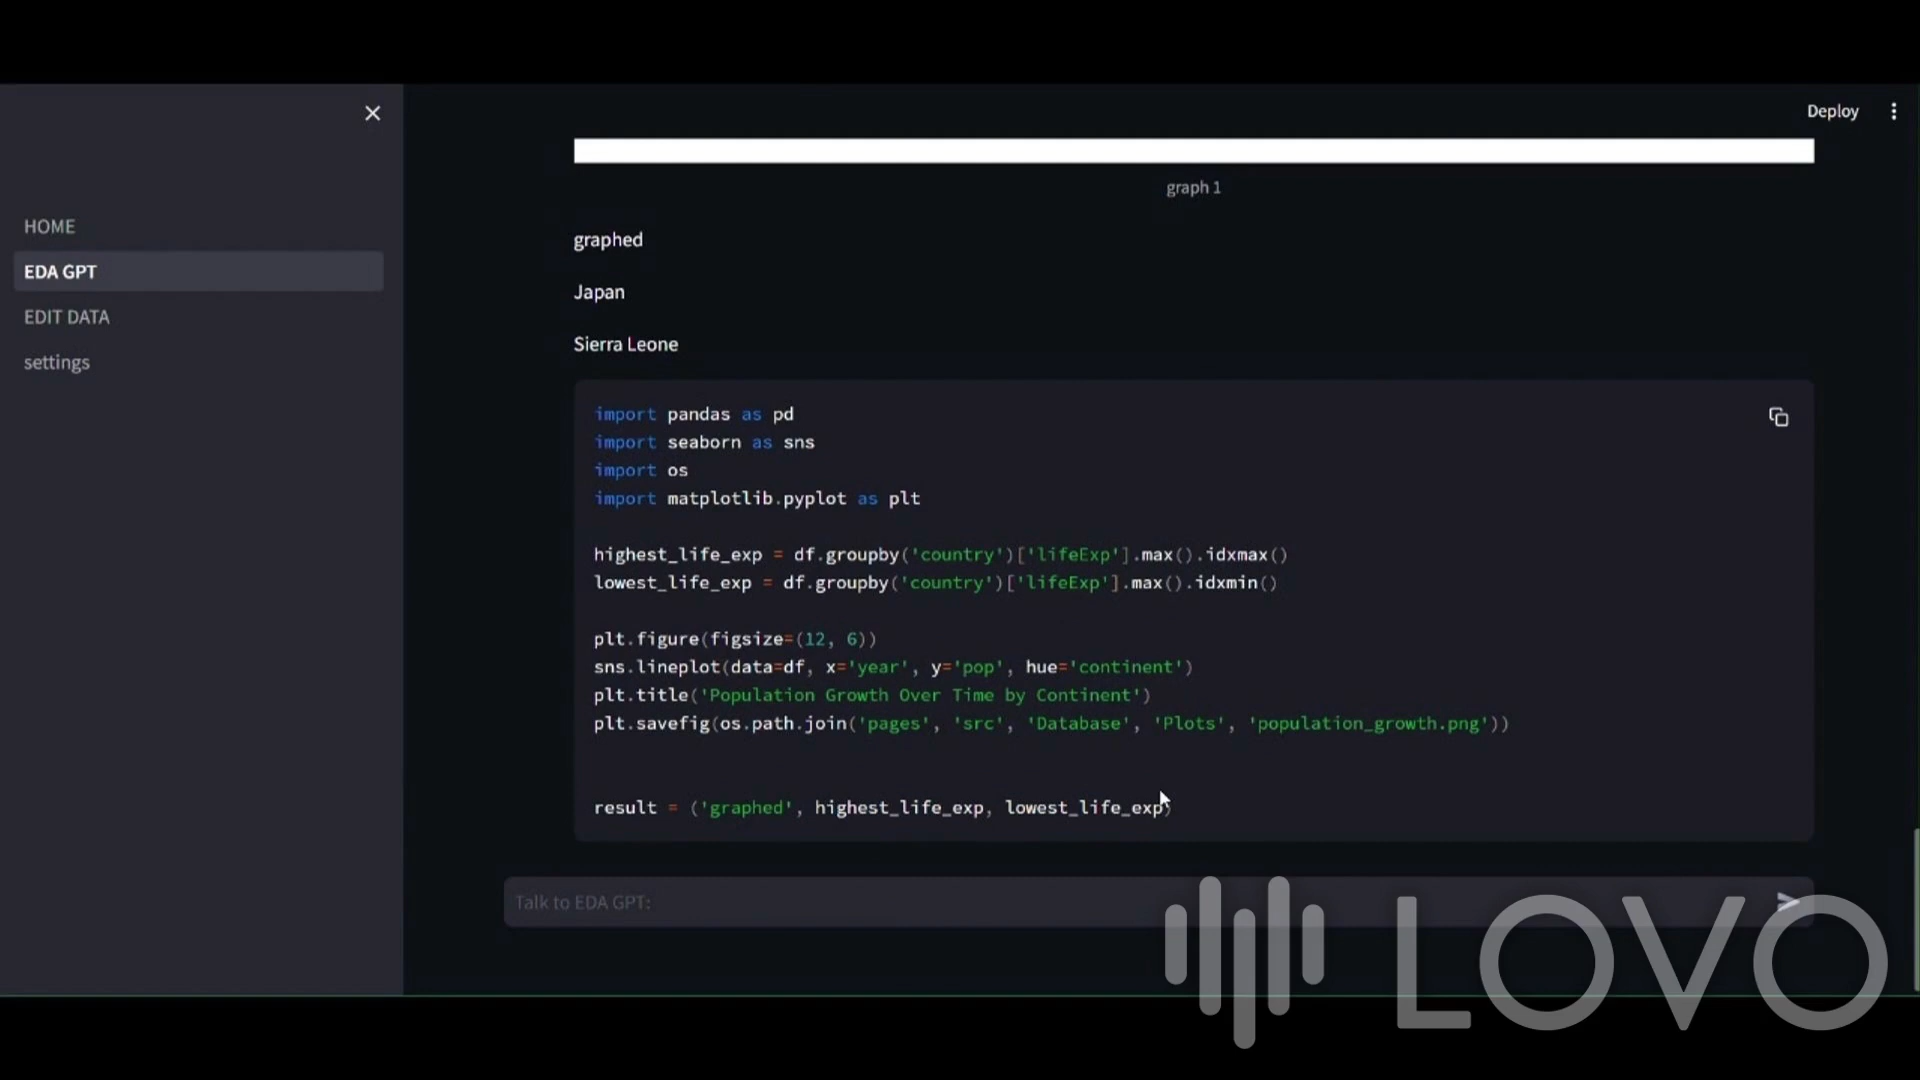 Deploy
HOME
EDA GPT
EDIT DATA
settings
graph 1
graphed
Japan
Sierra Leone
import pandas as pd
import seaborn as sns
import os
import matplotlib.pyplot as plt
highest_life_exp = df.groupby('country')['lifeExp'].max().idxmax()
lowest_life_exp = df.groupby('country')['lifeExp'].max().idxmin()
plt.figure(figsize=(12, 6))
sns.lineplot(data=df, x='year', y='pop', hue='continent')
plt.title('Population Growth Over Time by Continent')
plt.savefig(os.path.join('pages', 'src', 'Database', 'Plots', 'population_growth.png'))
result = ('graphed', highest_life_exp, lowest_life_exp)
Talk to EDA GPT:
LOVO